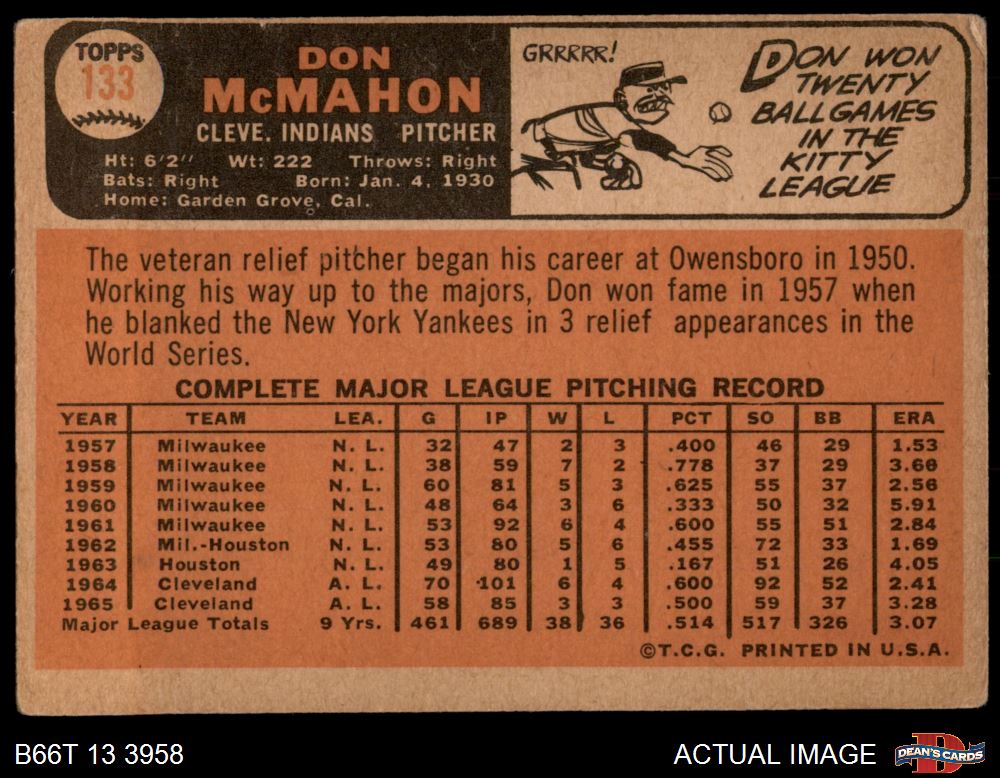 TOPPS
133
DON
McMAHON
CLEVE. INDIANS PITCHER
Ht: 6'2" Wt: 222 Throws: Right
Bats: Right Born: Jan. 4, 1930
Home: Garden Grove, Cal.
GRRRRR!
DON WON
TWENTY
BALLGAMES
IN THE
KITTY
LEAGUE
The veteran relief pitcher began his career at Owensboro in 1950.
Working his way up to the majors, Don won fame in 1957 when
he blanked the New York Yankees in 3 relief appearances in the
World Series.
COMPLETE MAJOR LEAGUE PITCHING RECORD
YEAR TEAM LEA. G IP W L PCT SO BB ERA
1957 Milwaukee N. L. 32 47 2 3 .400 46 29 1.53
1958 Milwaukee N. L. 38 59 7 2 .778 37 29 3.66
1959 Milwaukee N. L. 60 81 5 3 .625 55 37 2.56
1960 Milwaukee N. L. 48 64 3 6 .333 50 32 5.91
1961 Milwaukee N. L. 53 92 6 4 .600 55 51 2.84
1962 Mil.-Houston N. L. 53 80 5 6 .455 72 33 1.69
1963 Houston N. L. 49 80 1 5 .167 51 26 4.05
1964 Cleveland A. L. 70 101 6 4 .600 92 52 2.41
1965 Cleveland A. L. 58 85 3 3 .500 59 37 3.28
Major League Totals 9 Yrs. 461 689 38 36 .514 517 326 3.07
©T.C.G. PRINTED IN U.S.A.
B66T 13 3958
ACTUAL IMAGE
DEAN'S CARDS